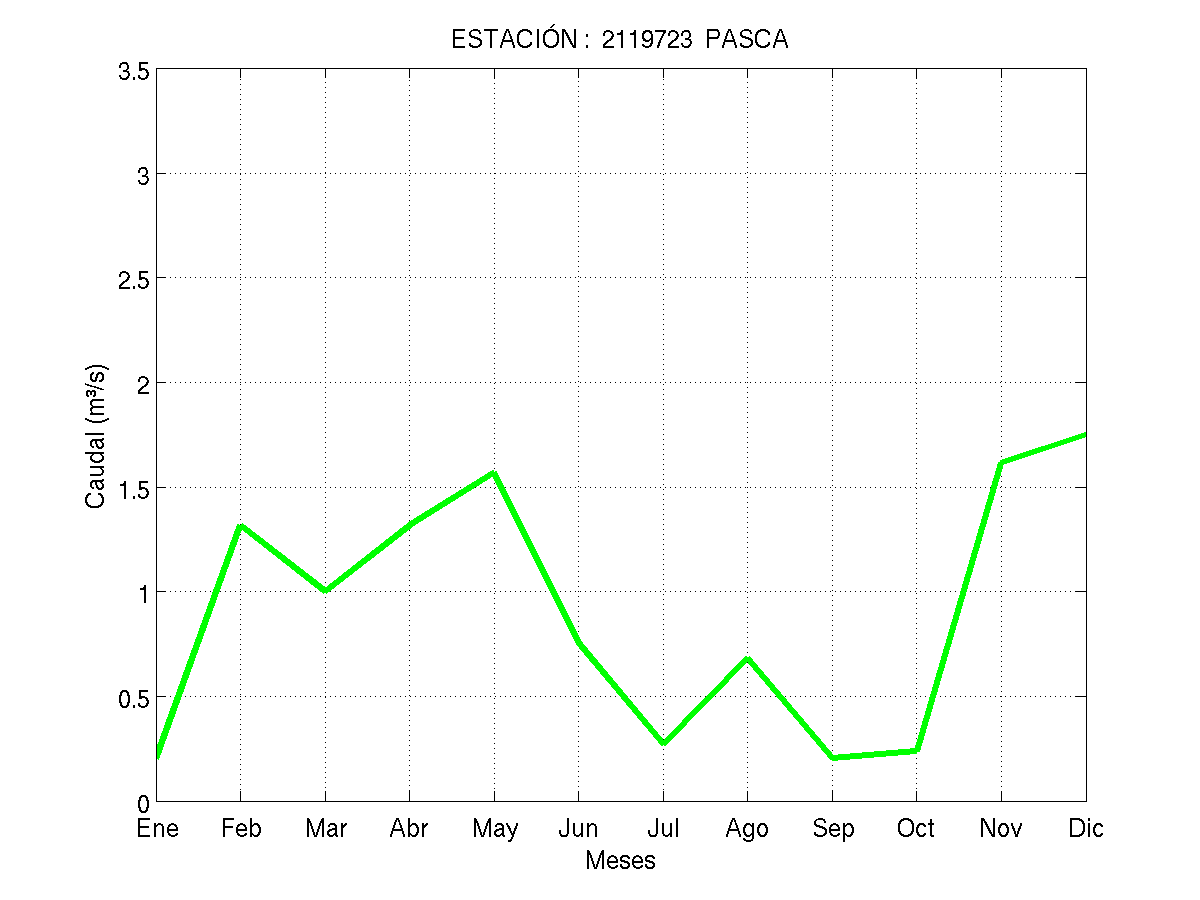 ESTACIÓN : 2119723 PASCA
3.5
3
2.5
2
1.5
1
0.5
0
Caudal (m³/s)
Ene Feb Mar Abr May Jun Jul Ago Sep Oct Nov Dic
Meses